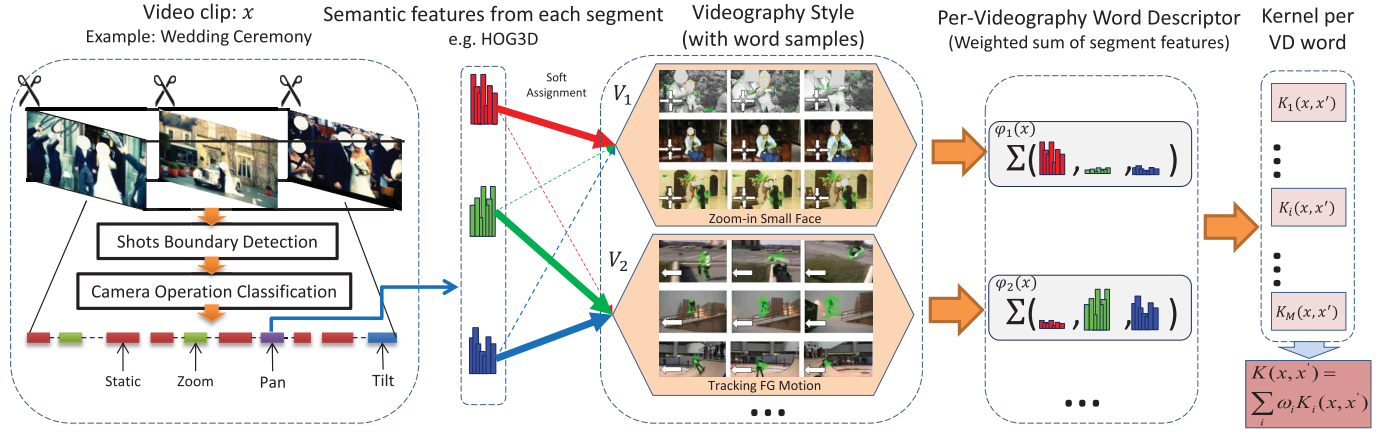 Video clip: x
Example: Wedding Ceremony
Shots Boundary Detection
Camera Operation Classification
Static
Zoom
Pan
Tilt
Semantic features from each segment
e.g. HOG3D
Soft
Assignment
Videography Style
(with word samples)
V₁
Zoom-in Small Face
V₂
Tracking FG Motion
...
Per-Videography Word Descriptor
(Weighted sum of segment features)
φ₁(x)
Σ( , , )
φ₂(x)
Σ( , , )
...
Kernel per
VD word
K₁(x, x′)
⋮
Kᵢ(x, x′)
⋮
K_M(x, x′)
K(x, x') =
∑ᵢ ωᵢ Kᵢ(x, x')